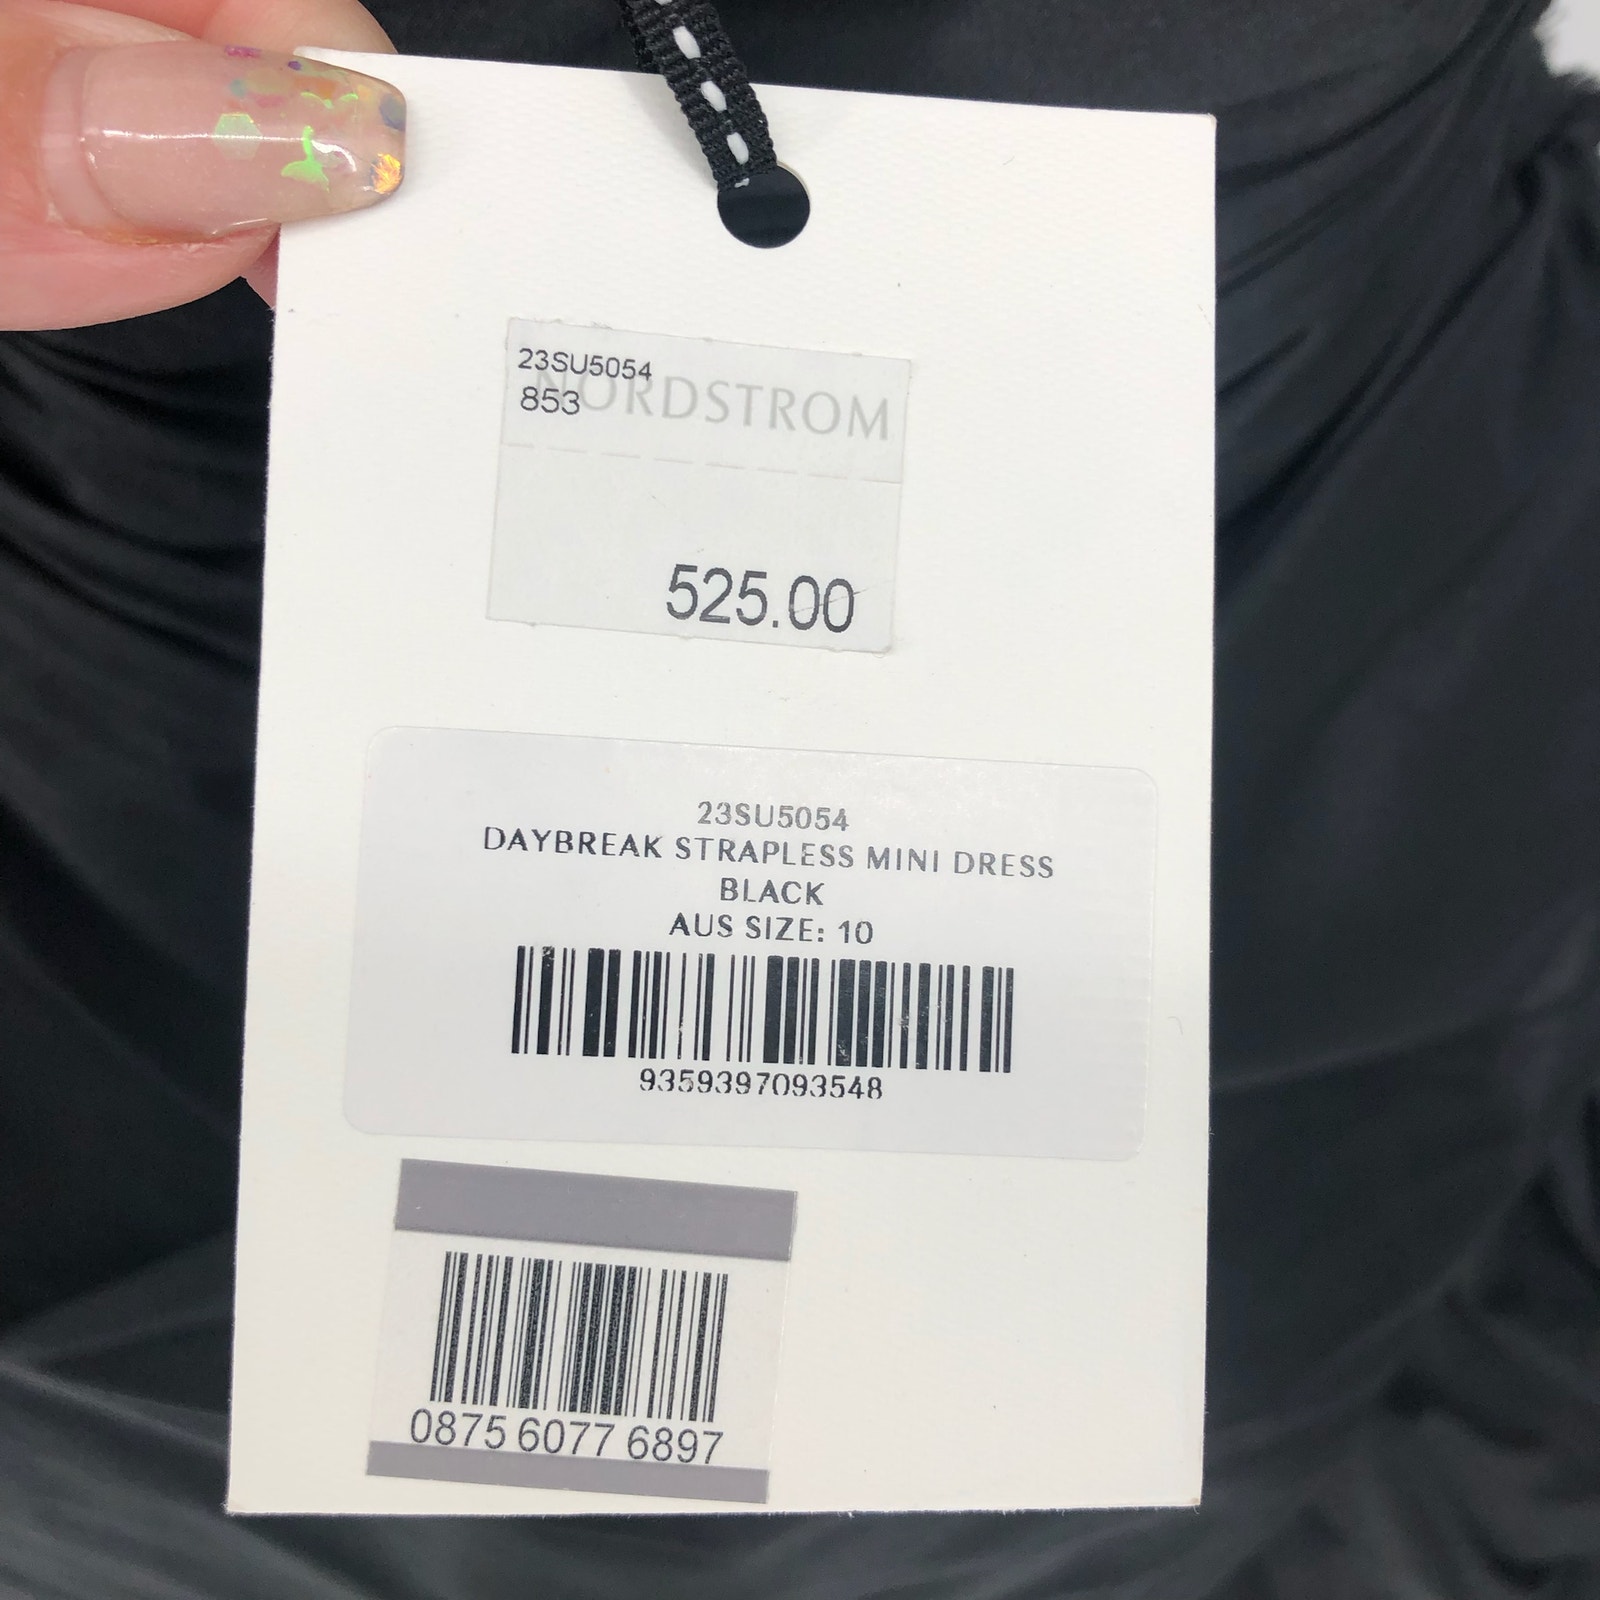 23SU5054
NORDSTROM
853
525.00
23SU5054
DAYBREAK STRAPLESS MINI DRESS
BLACK
AUS SIZE: 10
9359397093548
0875 6077 6897